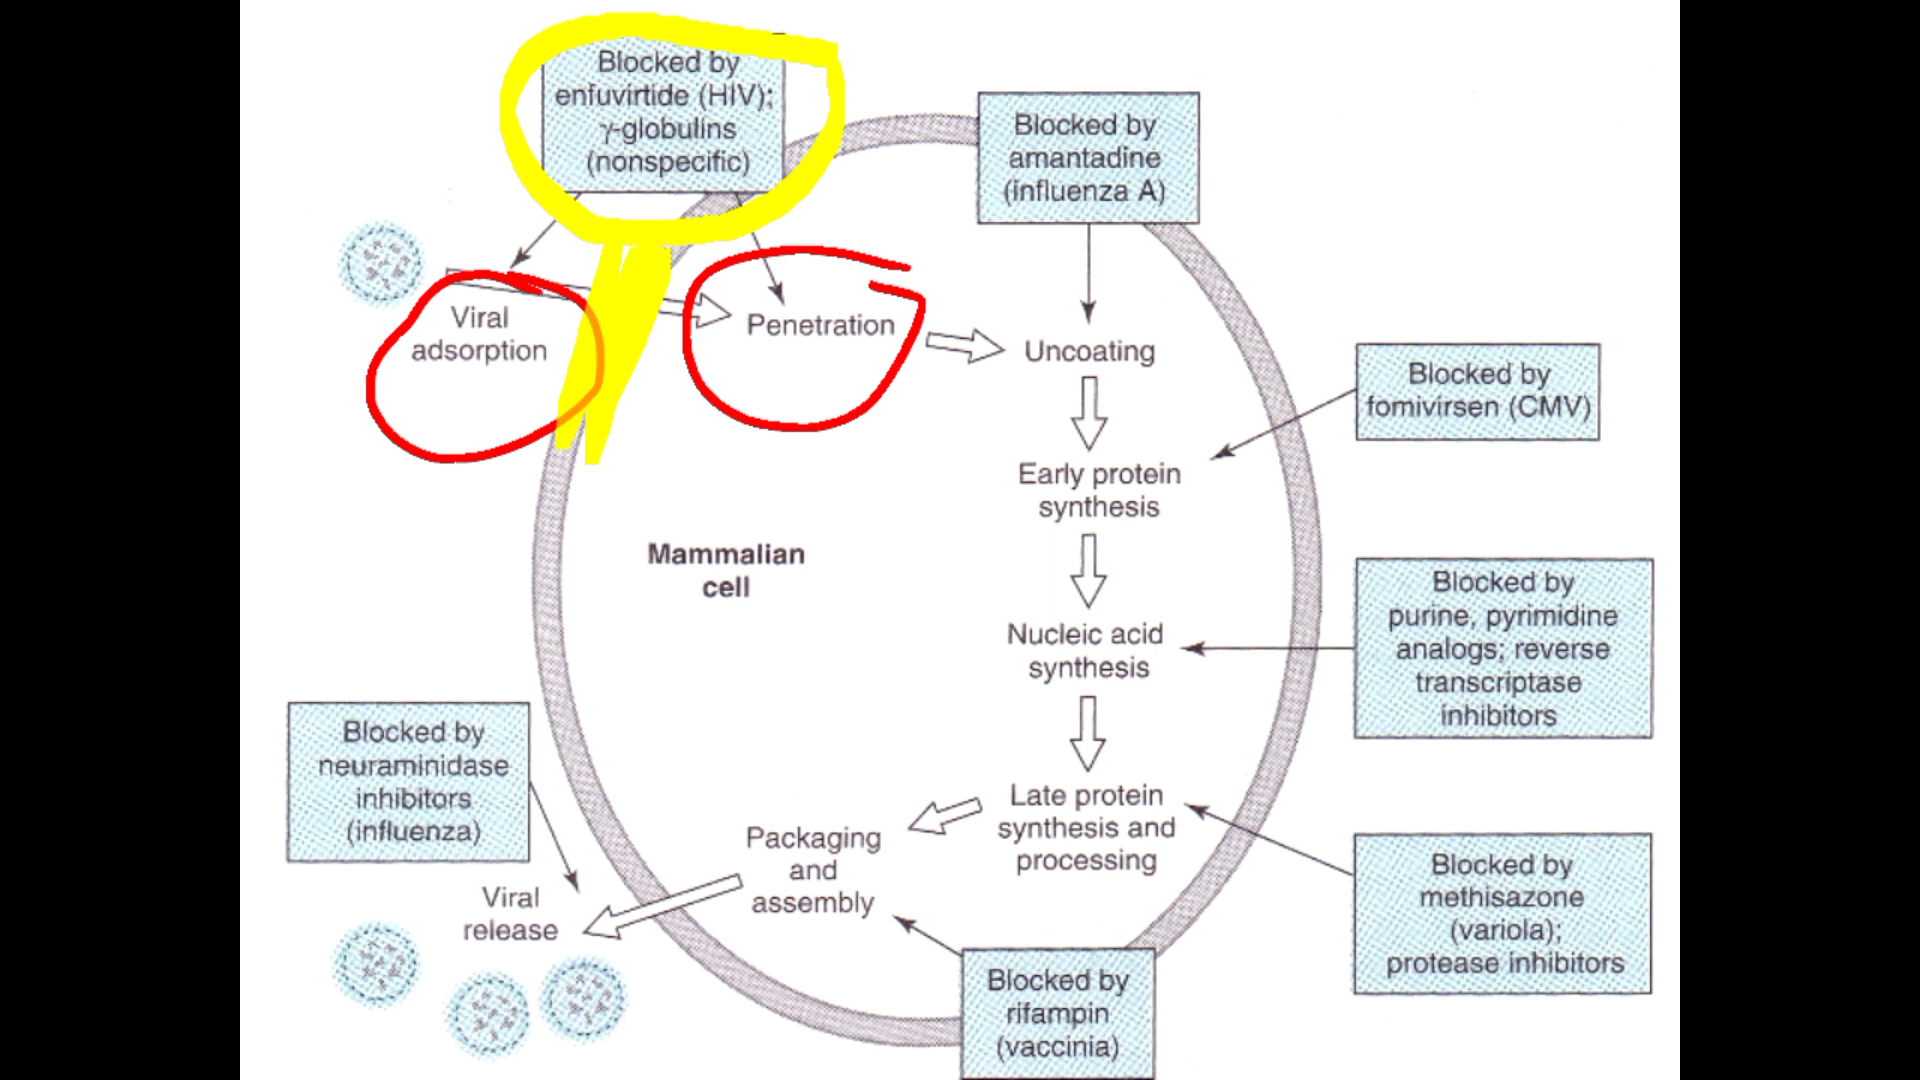 Blocked by
enfuvirtide (HIV);
γ-globulins
(nonspecific)
Blocked by
amantadine
(influenza A)
Viral
adsorption
Penetration
Uncoating
Blocked by
fomivirsen (CMV)
Early protein
synthesis
Mammalian
cell
Nucleic acid
synthesis
Blocked by
purine, pyrimidine
analogs; reverse
transcriptase
inhibitors
Blocked by
neuraminidase
inhibitors
(influenza)
Late protein
synthesis and
processing
Packaging
and
assembly
Viral
release
Blocked by
methisazone
(variola);
protease inhibitors
Blocked by
rifampin
(vaccinia)